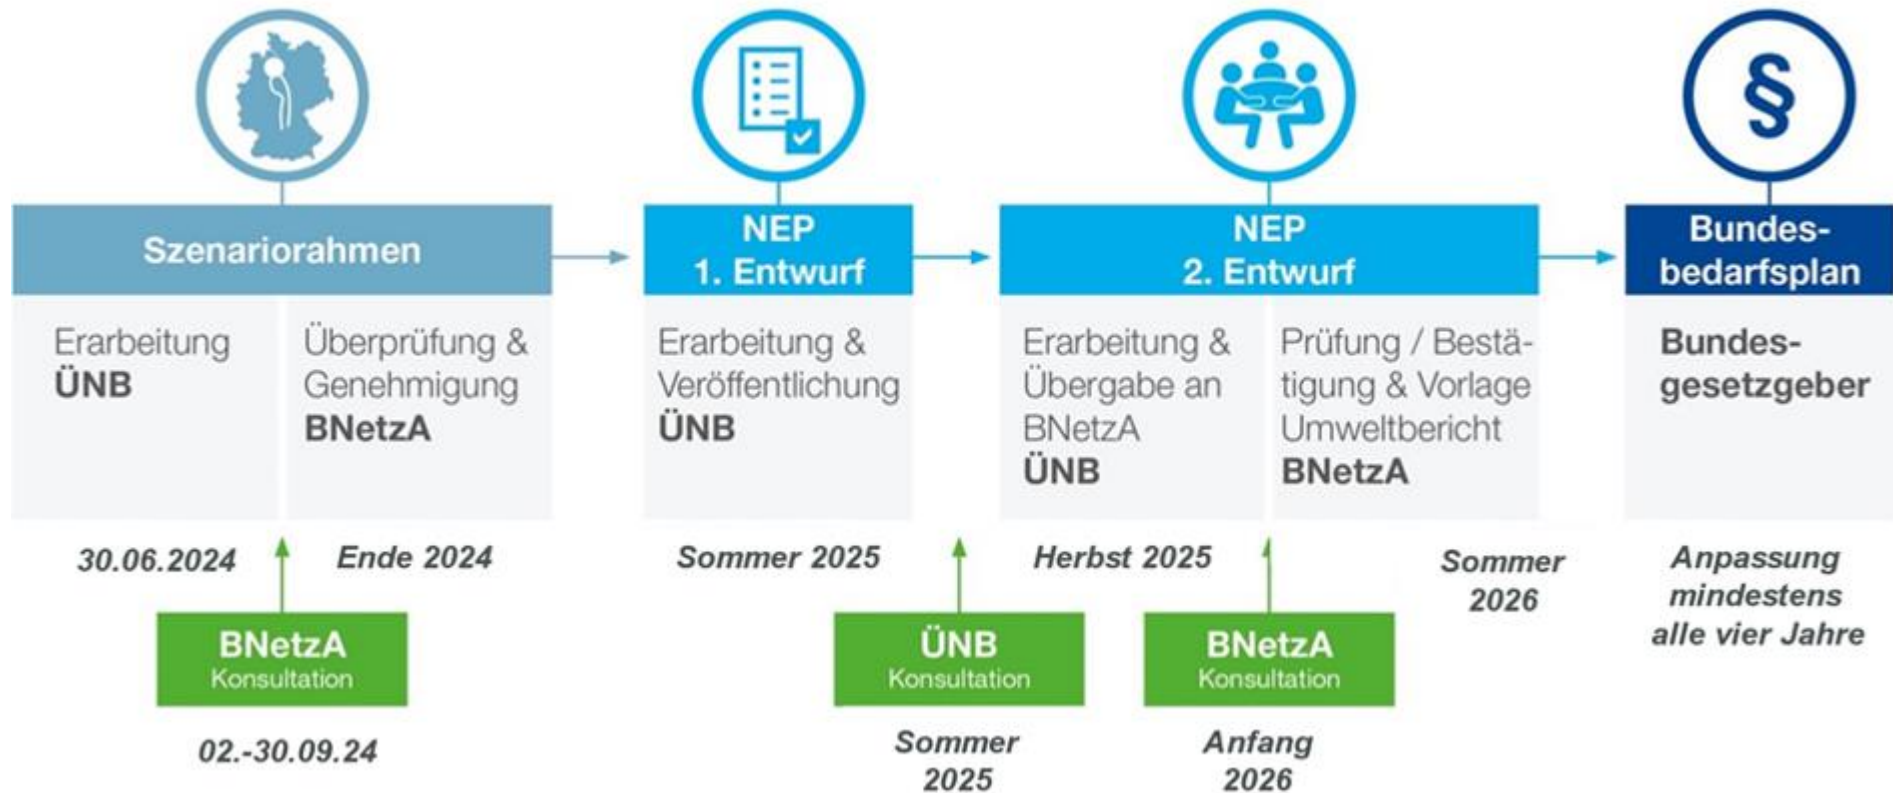 §
Szenariorahmen
NEP
1. Entwurf
NEP
2. Entwurf
Bundes-
bedarfsplan
Erarbeitung
ÜNB
Überprüfung &
Genehmigung
BNetzA
Erarbeitung &
Veröffentlichung
ÜNB
Erarbeitung &
Übergabe an
BNetzA
ÜNB
Prüfung / Bestä-
tigung & Vorlage
Umweltbericht
BNetzA
Bundes-
gesetzgeber
30.06.2024
Ende 2024
Sommer 2025
Herbst 2025
Sommer
2026
Anpassung
mindestens
alle vier Jahre
BNetzA
Konsultation
02.-30.09.24
ÜNB
Konsultation
Sommer
2025
BNetzA
Konsultation
Anfang
2026